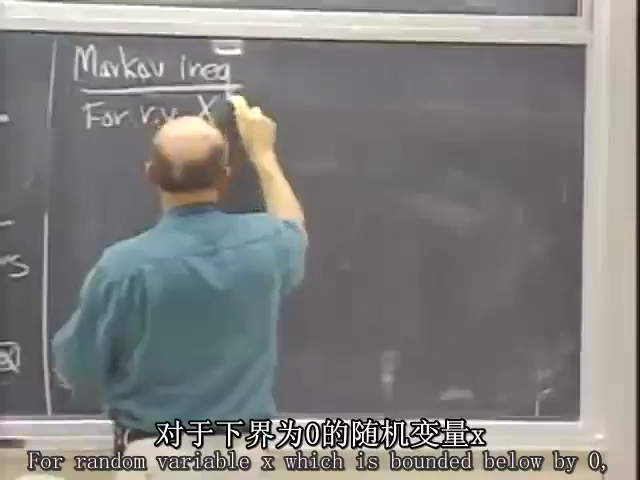 Markov ineq
For r.v. X
对于下界为0的随机变量x
For random variable x which is bounded below by 0,